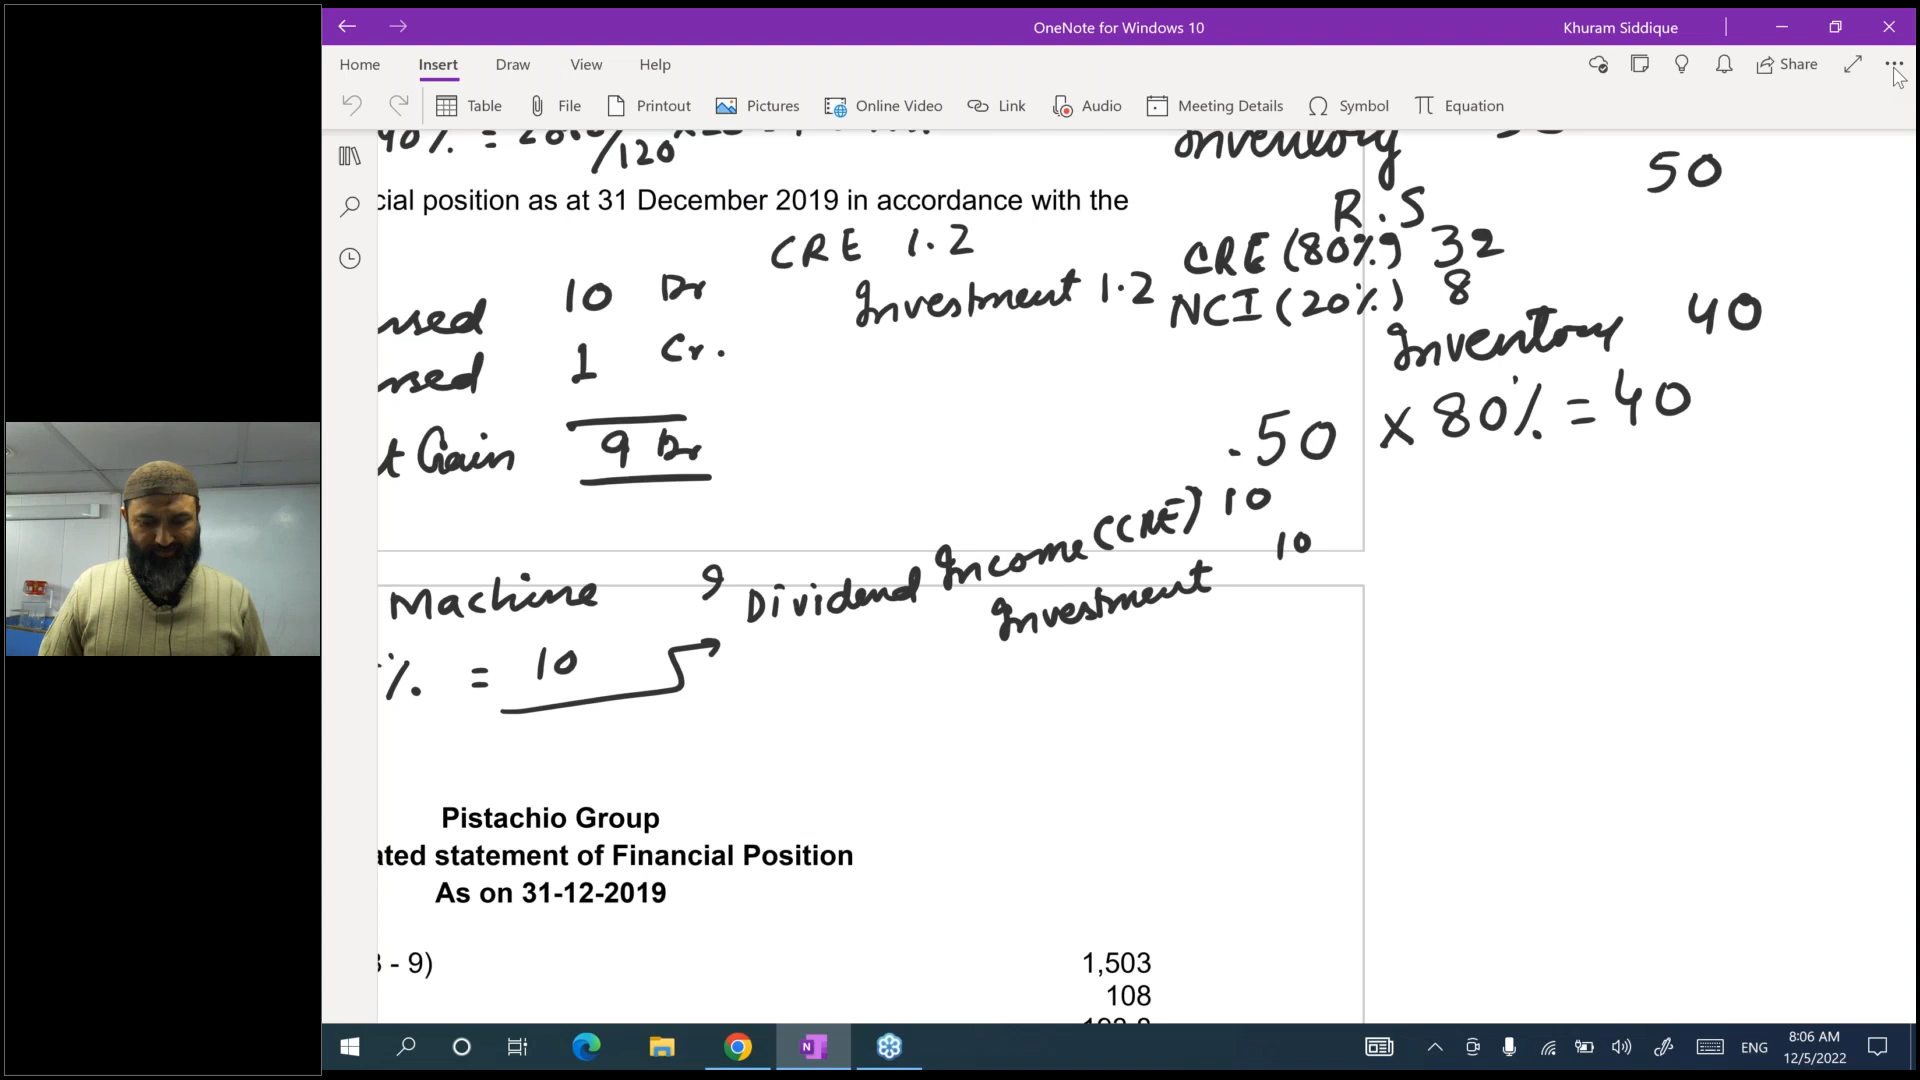 OneNote for Windows 10
Khuram Siddique
Home Insert Draw View Help
Share
Table File Printout Pictures Online Video Link Audio Meeting Details Symbol Equation
40% =
/120
Inventory
50
cial position as at 31 December 2019 in accordance with the
R.S
CRE 1.2
CRE (80%) 32
10 Dr
Investment 1.2
NCI (20%) 8
Inventory 40
1 Cr.
50 × 80% = 40
t Gain 9 Dr
Machine 9
Dividend Income (CRE) 10
Investment 10
% = 10
Pistachio Group
ated statement of Financial Position
As on 31-12-2019
- 9) 1,503
108
ENG
8:06 AM
12/5/2022